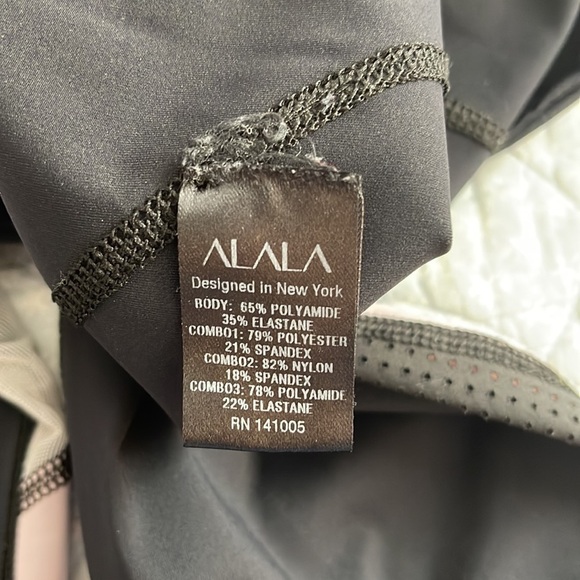 ALALA
Designed in New York
BODY: 65% POLYAMIDE
35% ELASTANE
COMBO1: 79% POLYESTER
21% SPANDEX
COMBO2: 82% NYLON
18% SPANDEX
COMBO3: 78% POLYAMIDE
22% ELASTANE
RN 141005